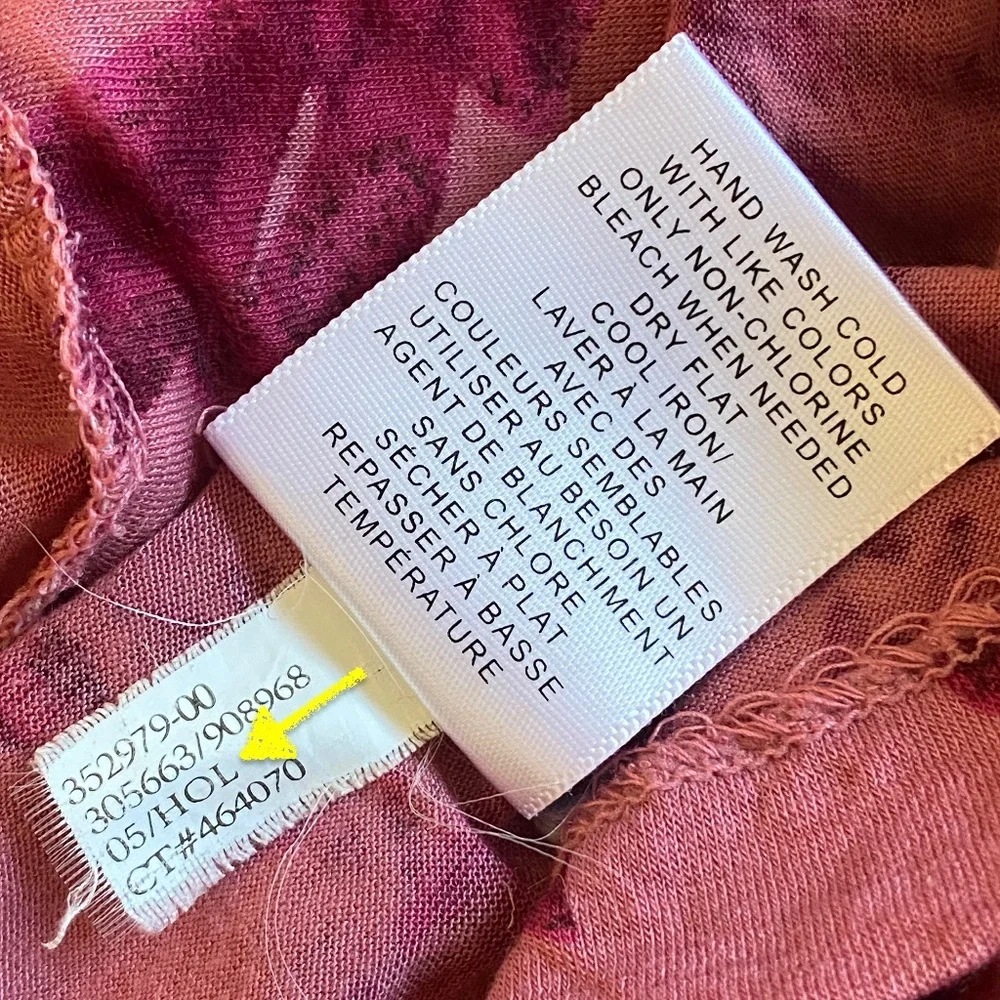 HAND WASH COLD
WITH LIKE COLORS
ONLY NON-CHLORINE
BLEACH WHEN NEEDED
DRY FLAT
COOL IRON/
LAVER À LA MAIN
AVEC DES
COULEURS SEMBLABLES
UTILISER AU BESOIN UN
AGENT DE BLANCHIMENT
SANS CHLORE
SÉCHER À PLAT
REPASSER À BASSE
TEMPÉRATURE
352979-00
305663/908968
05/HOL
CT#464070